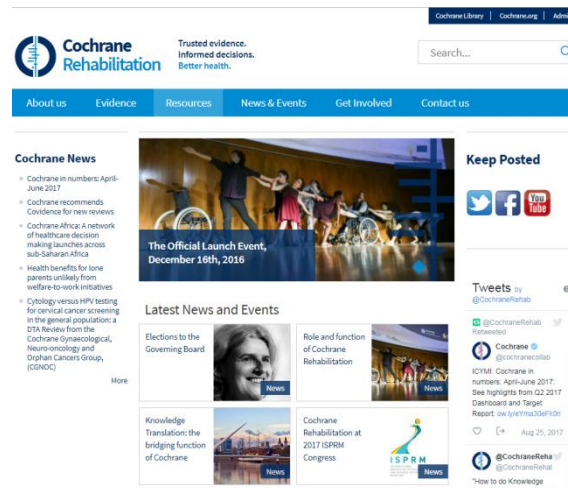 Cochrane Library | Cochrane.org | Admi
Cochrane
Rehabilitation
Trusted evidence.
Informed decisions.
Better health.
Search...
About us
Evidence
Resources
News & Events
Get Involved
Contact us
Cochrane News
Cochrane in numbers: April-
June 2017
Cochrane recommends
Covidence for new reviews
Cochrane Africa: A network
of healthcare decision
making launches across
sub-Saharan Africa
Health benefits for lone
parents unlikely from
welfare-to-work initiatives
Cytology versus HPV testing
for cervical cancer screening
in the general population: a
DTA Review from the
Cochrane Gynaecological,
Neuro-oncology and
Orphan Cancers Group,
(CGNOC)
More
The Official Launch Event,
December 16th, 2016
Latest News and Events
Elections to the
Governing Board
News
Role and function
of Cochrane
Rehabilitation
News
Knowledge
Translation: the
bridging function
of Cochrane
News
Cochrane
Rehabilitation at
2017 ISPRM
Congress
ISPRM
News
Keep Posted
You
Tube
Tweets by
@CochraneRehab
@CochraneRehab
Retweeted
Cochrane
@cochranecollab
ICYMI: Cochrane in
numbers: April-June 2017:
See highlights from Q2 2017
Dashboard and Target
Aug 25, 2017
@CochraneReha
@CochraneRehat
"How to do Knowledge